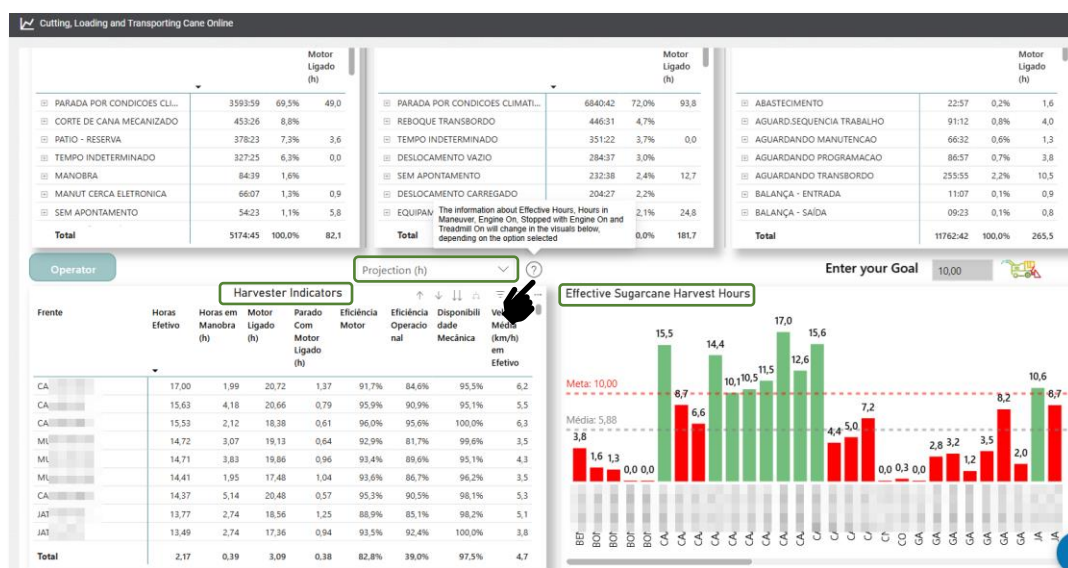 Cutting, Loading and Transporting Cane Online
Motor
Ligado
(h)
PARADA POR CONDICOES CLI... 3593:59 69,5% 49,0
CORTE DE CANA MECANIZADO 453:26 8,8%
PATIO - RESERVA 378:23 7,3% 3,6
TEMPO INDETERMINADO 327:25 6,3% 0,0
MANOBRA 84:39 1,6%
MANUT CERCA ELETRONICA 66:07 1,3% 0,9
SEM APONTAMENTO 54:23 1,1% 5,8
Total 5174:45 100,0% 82,1
Motor
Ligado
(h)
PARADA POR CONDICOES CLIMATI... 6840:42 72,0% 93,8
REBOQUE TRANSBORDO 446:31 4,7%
TEMPO INDETERMINADO 351:22 3,7% 0,0
DESLOCAMENTO VAZIO 284:37 3,0%
SEM APONTAMENTO 232:38 2,4% 12,7
DESLOCAMENTO CARREGADO 204:27 2,2%
EQUIPAM 2,1% 24,8
Total 0,0% 181,7
The information about Effective Hours, Hours in
Maneuver, Engine On, Stopped with Engine On and
Treadmill On will change in the visuals below,
depending on the option selected
Motor
Ligado
(h)
ABASTECIMENTO 22:57 0,2% 1,6
AGUARD.SEQUENCIA TRABALHO 91:12 0,8% 4,0
AGUARDANDO MANUTENCAO 66:32 0,6% 1,3
AGUARDANDO PROGRAMACAO 86:57 0,7% 3,8
AGUARDANDO TRANSBORDO 255:55 2,2% 10,5
BALANÇA - ENTRADA 11:07 0,1% 0,9
BALANÇA - SAÍDA 09:23 0,1% 0,8
Total 11762:42 100,0% 265,5
Operator
Projection (h)
?
Enter your Goal 10,00
Harvester Indicators
Frente Horas Efetivo Horas em Manobra (h) Motor Ligado (h) Parado Com Motor Ligado (h) Eficiência Motor Eficiência Operacio nal Disponibili dade Mecânica Média (km/h) em Efetivo
CA 17,00 1,99 20,72 1,37 91,7% 84,6% 95,5% 6,2
CA 15,63 4,18 20,66 0,79 95,9% 90,9% 95,1% 5,5
CA 15,53 2,12 18,38 0,61 96,0% 95,6% 100,0% 6,3
MU 14,72 3,07 19,13 0,64 92,9% 81,7% 99,6% 3,5
MU 14,71 3,83 19,86 0,96 93,4% 89,6% 95,1% 4,3
MU 14,41 1,95 17,48 1,04 93,6% 86,7% 96,2% 3,5
CA 14,37 5,14 20,48 0,57 95,3% 90,5% 98,1% 5,3
JAT 13,77 2,74 18,56 1,25 88,9% 85,1% 98,2% 5,1
JAT 13,49 2,74 17,36 0,94 93,5% 92,4% 100,0% 3,8
Total 2,17 0,39 3,09 0,38 82,8% 39,0% 97,5% 4,7
Effective Sugarcane Harvest Hours
Meta: 10,00
Média: 5,88
3,8 1,6 1,3 0,0 0,0 15,5 8,7 6,6 14,4 10,1 10,5 11,5 17,0 12,6 15,6 4,4 5,0 7,2 0,0 0,3 0,0 2,8 3,2 1,2 3,5 8,2 2,0 10,6 8,7